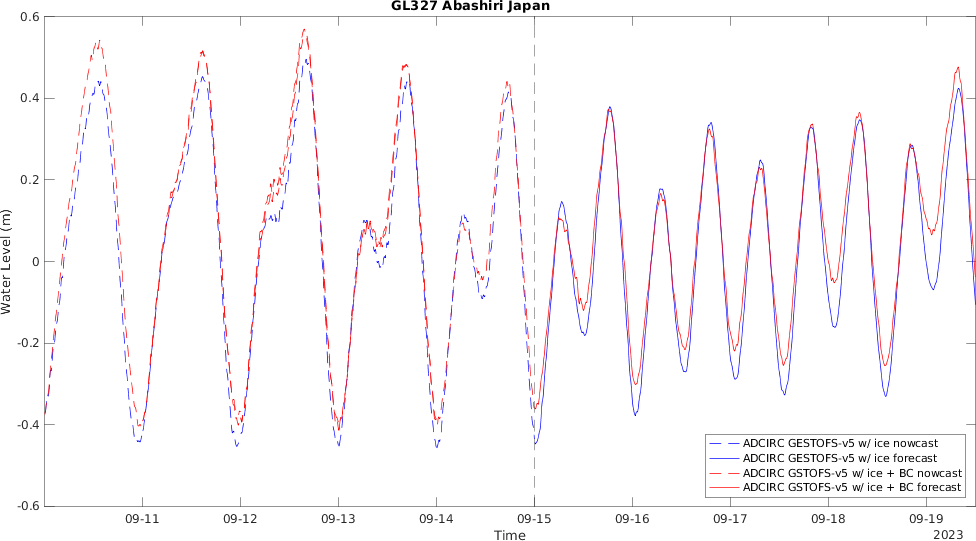 GL327 Abashiri Japan
0.6
0.4
0.2
0
-0.2
-0.4
-0.6
Water Level (m)
09-11 09-12 09-13 09-14 09-15 09-16 09-17 09-18 09-19
Time
2023
ADCIRC GESTOFS-v5 w/ ice nowcast
ADCIRC GESTOFS-v5 w/ ice forecast
ADCIRC GSTOFS-v5 w/ ice + BC nowcast
ADCIRC GSTOFS-v5 w/ ice + BC forecast